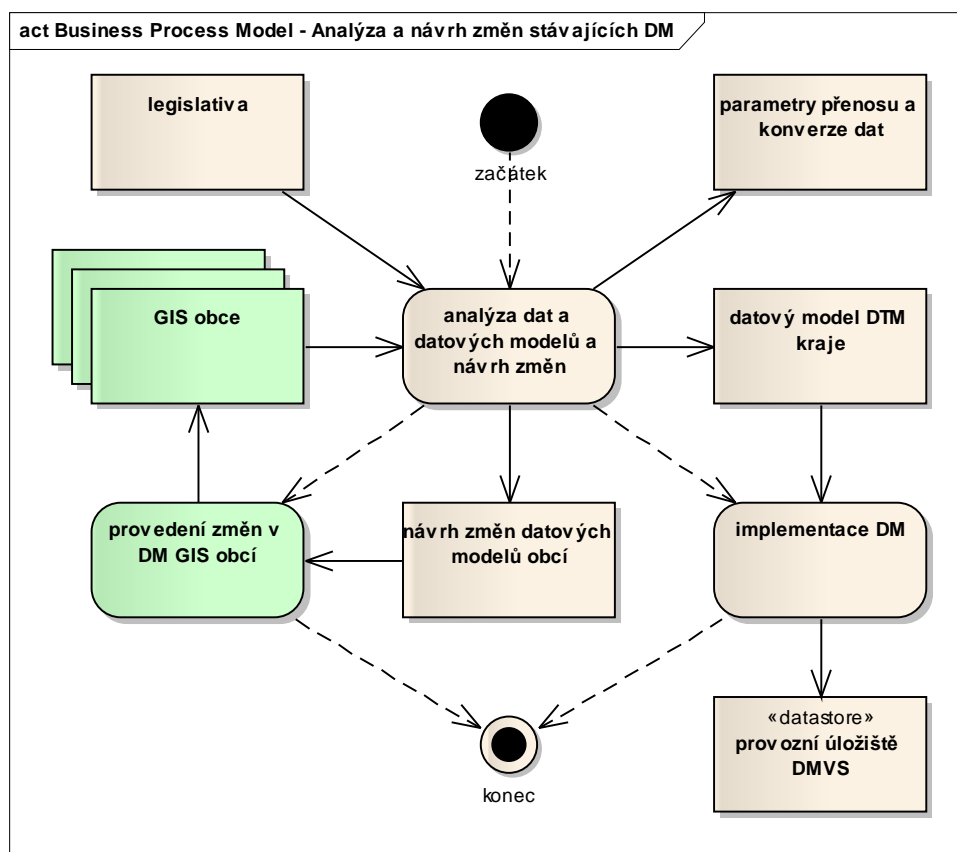 act Business Process Model - Analýza a návrh změn stávajících DM
legislativa
začátek
parametry přenosu a
konverze dat
GIS obce
analýza dat a
datových modelů a
návrh změn
datový model DTM
kraje
provedení změn v
DM GIS obcí
návrh změn datových
modelů obcí
implementace DM
konec
«datastore»
provozní úložiště
DMVS